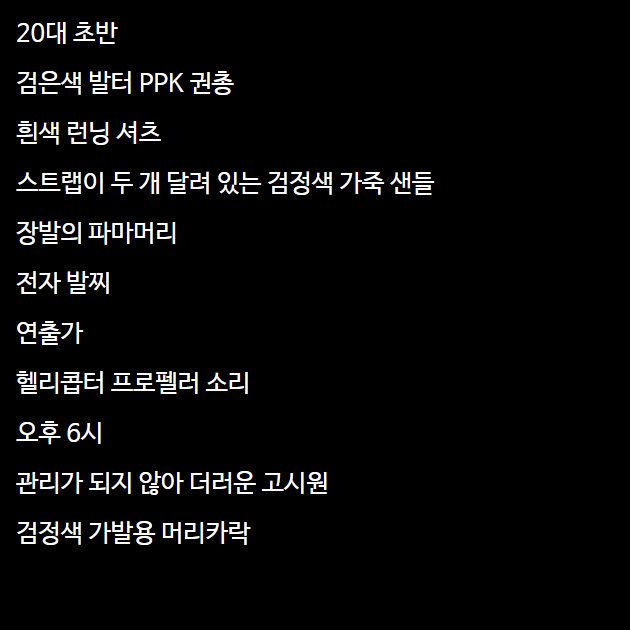 20대 초반
검은색 발터 PPK 권총
흰색 런닝 셔츠
스트랩이 두 개 달려 있는 검정색 가죽 샌들
장발의 파마머리
전자 발찌
연출가
헬리콥터 프로펠러 소리
오후 6시
관리가 되지 않아 더러운 고시원
검정색 가발용 머리카락